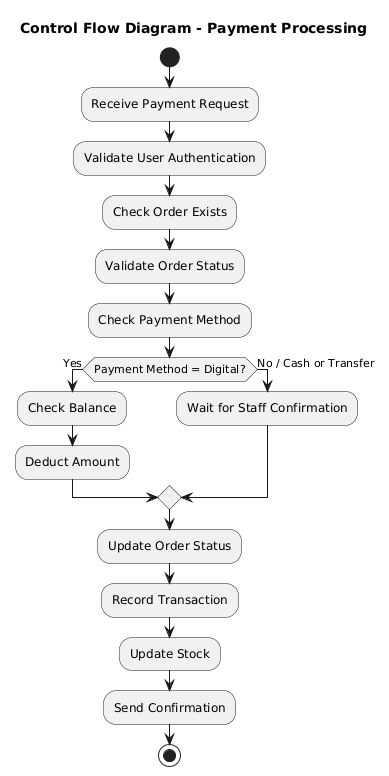 Control Flow Diagram - Payment Processing
Receive Payment Request
Validate User Authentication
Check Order Exists
Validate Order Status
Check Payment Method
Payment Method = Digital?
Yes
No / Cash or Transfer
Check Balance
Wait for Staff Confirmation
Deduct Amount
Update Order Status
Record Transaction
Update Stock
Send Confirmation